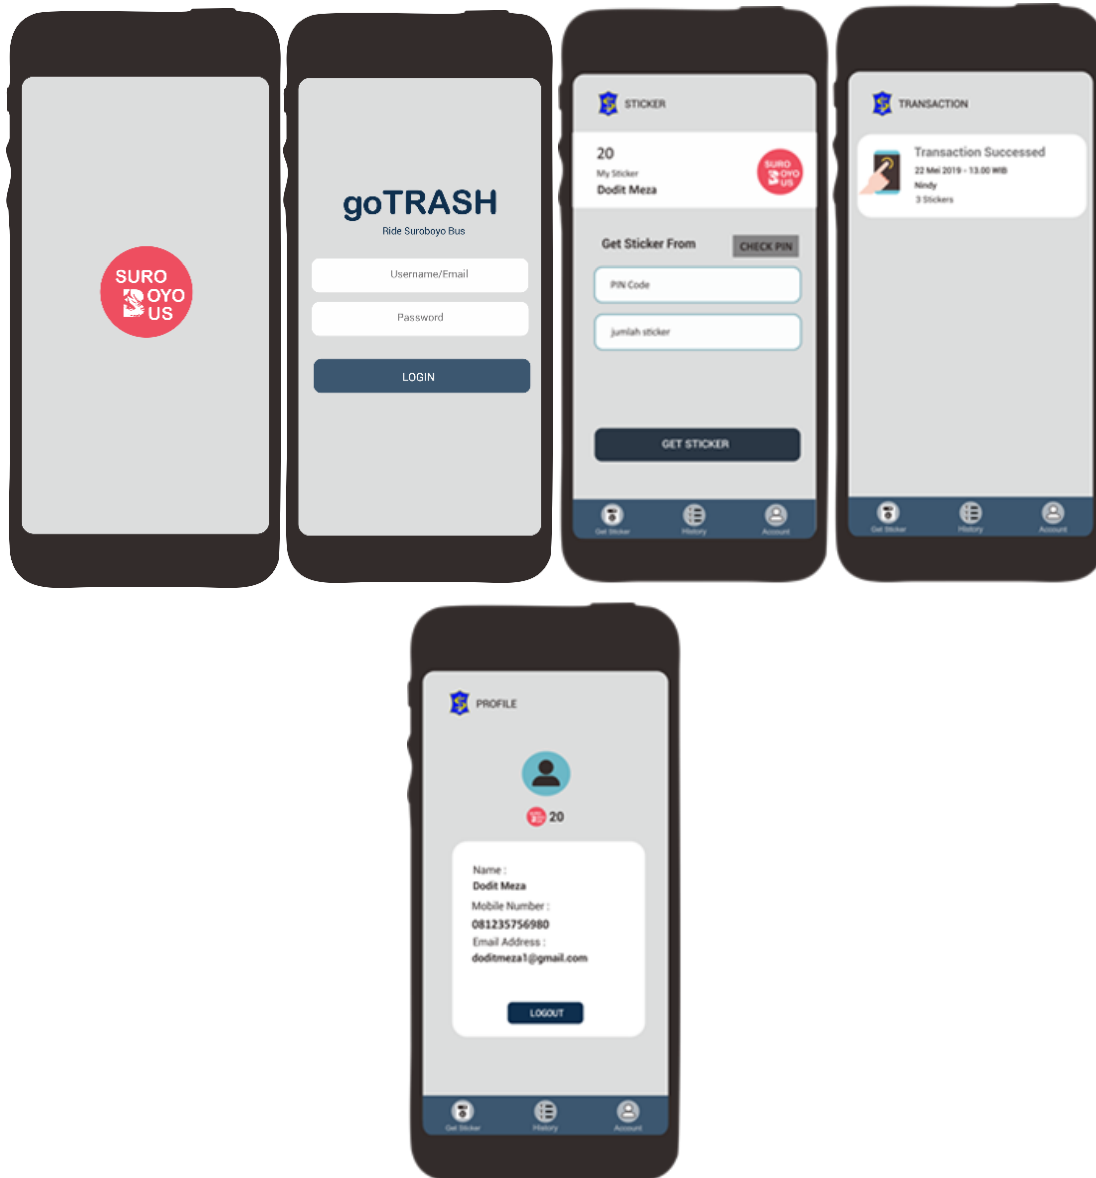 SURO
OYO
US
goTRASH
Ride Suroboyo Bus
Username/Email
Password
LOGIN
STICKER
20
My Sticker
Dodit Meza
SURO
OYO
US
Get Sticker From
CHECK PIN
PIN Code
jumlah sticker
GET STICKER
Get Sticker
History
Account
TRANSACTION
Transaction Successed
22 Mei 2019 - 13.00 WIB
Nindy
3 Stickers
Get Sticker
History
Account
PROFILE
20
Name :
Dodit Meza
Mobile Number :
081235756980
Email Address :
doditmeza1@gmail.com
LOGOUT
Get Sticker
History
Account